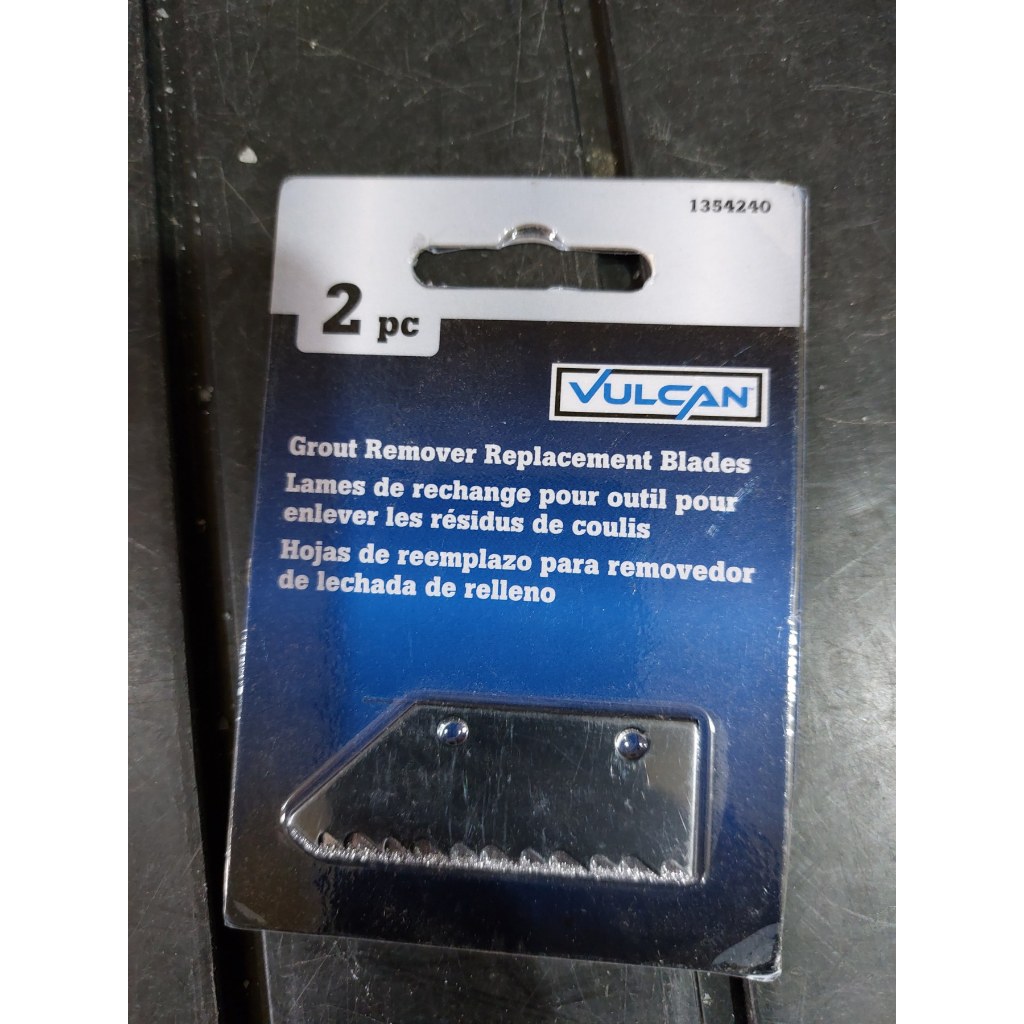 1354240
2 pc
VULCAN™
Grout Remover Replacement Blades
Lames de rechange pour outil pour
enlever les résidus de coulis
Hojas de reemplazo para removedor
de lechada de relleno